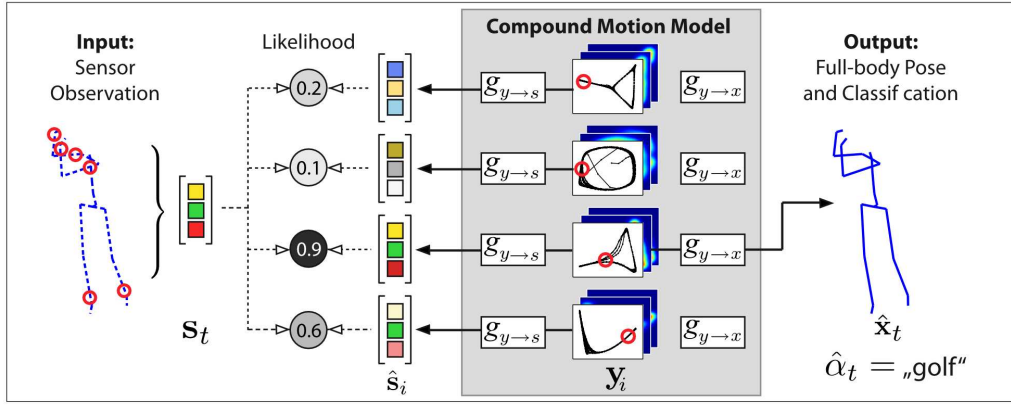 Input:
Sensor
Observation
s_t
Likelihood
0.2
0.1
0.9
0.6
ŝ_i
Compound Motion Model
g_{y→s}
g_{y→x}
g_{y→s}
g_{y→x}
g_{y→s}
g_{y→x}
g_{y→s}
g_{y→x}
y_i
Output:
Full-body Pose
and Classif cation
x̂_t
α̂_t = „golf“